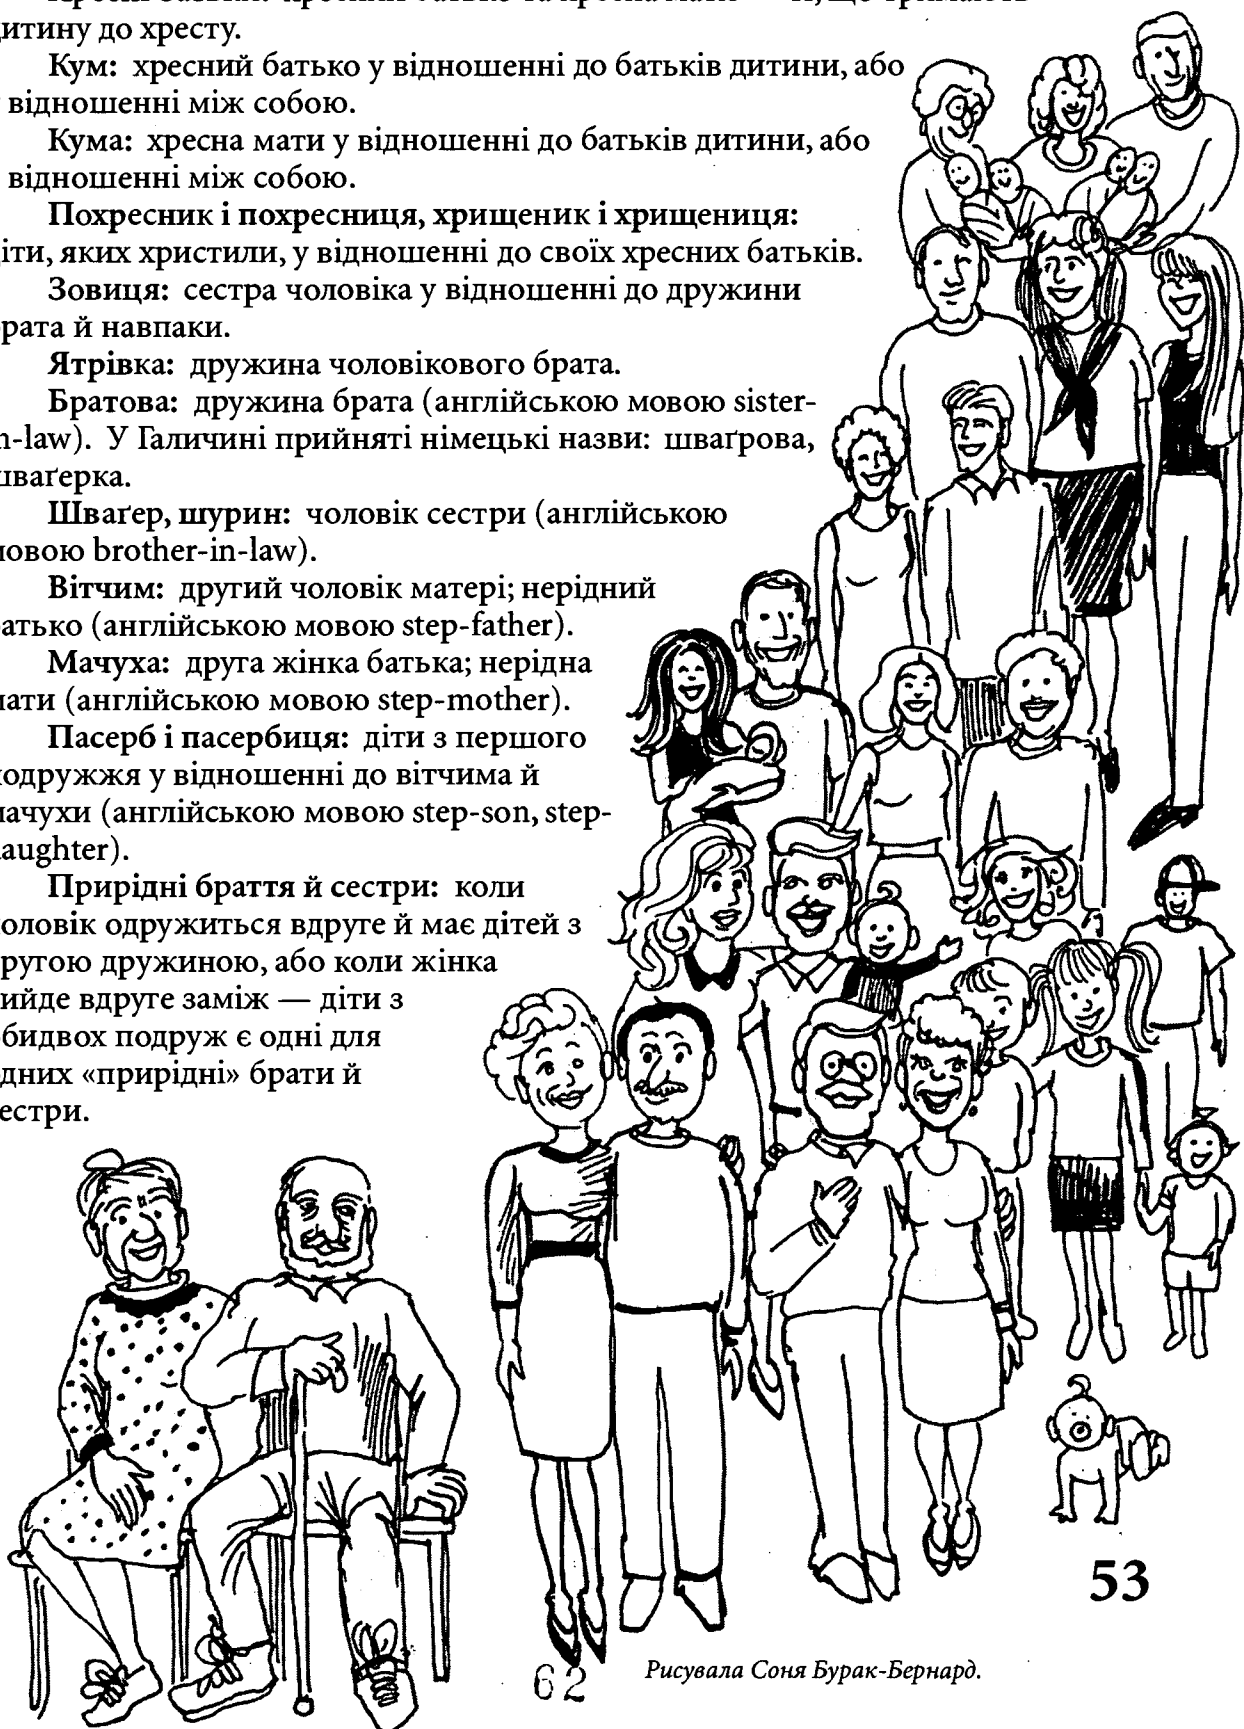 итину до хресту.
Кум: хресний батько у відношенні до батьків дитини, або
відношенні між собою.
Кума: хресна мати у відношенні до батьків дитини, або
відношенні між собою.
Похресник і похресниця, хрищеник і хрищениця:
іти, яких христили, у відношенні до своїх хресних батьків.
Зовиця: сестра чоловіка у відношенні до дружини
рата й навпаки.
Ятрівка: дружина чоловікового брата.
Братова: дружина брата (англійською мовою sister-
n-law). У Галичині прийняті німецькі назви: шваґрова,
шваґерка.
Шваґер, шурин: чоловік сестри (англійською
овою brother-in-law).
Вітчим: другий чоловік матері; нерідний
атько (англійською мовою step-father).
Мачуха: друга жінка батька; нерідна
ати (англійською мовою step-mother).
Пасерб і пасербиця: діти з першого
одружжя у відношенні до вітчима й
ачухи (англійською мовою step-son, step-
aughter).
Прирідні браття й сестри: коли
оловік одружиться вдруге й має дітей з
ругою дружиною, або коли жінка
ийде вдруге заміж — діти з
бидвох подруж є одні для
дних «прирідні» брати й
естри.
53
62
Рисувала Соня Бурак-Бернард.